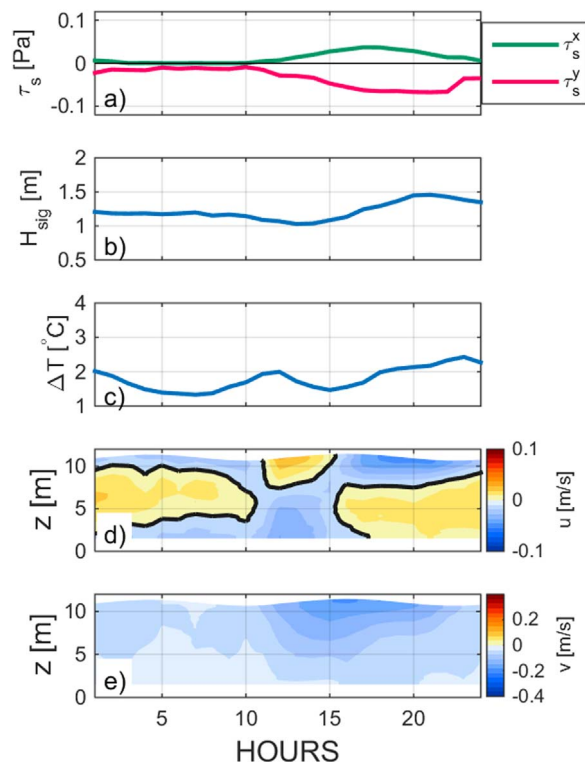 0.1
0
-0.1
τ_s [Pa]
a)
τ_s^x
τ_s^y
2
1.5
1
0.5
H_sig [m]
b)
4
3
2
1
ΔT [°C]
c)
10
5
0
z [m]
d)
0.1
0
-0.1
u [m/s]
10
5
0
z [m]
e)
0.2
0
-0.2
-0.4
v [m/s]
5 10 15 20
HOURS